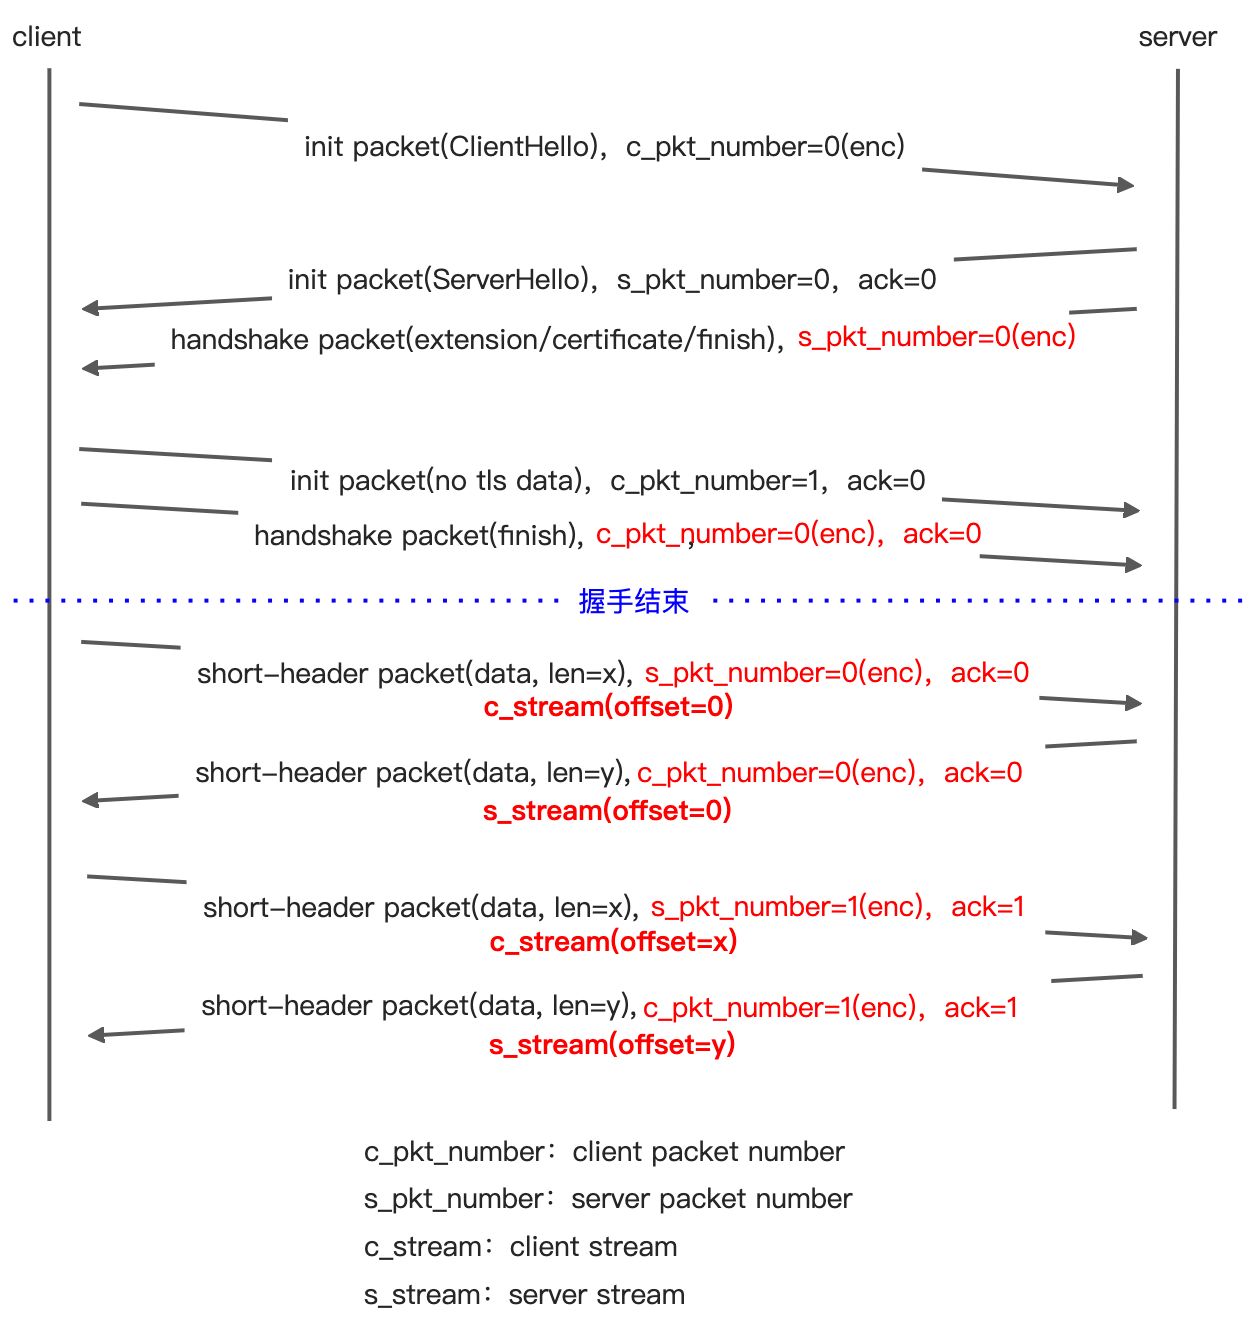 client
server
init packet(ClientHello)， c_pkt_number=0(enc)
init packet(ServerHello)， s_pkt_number=0， ack=0
handshake packet(extension/certificate/finish), s_pkt_number=0(enc)
init packet(no tls data)， c_pkt_number=1， ack=0
handshake packet(finish), c_pkt_number=0(enc)， ack=0
,
握手结束
short-header packet(data, len=x), s_pkt_number=0(enc)， ack=0
c_stream(offset=0)
short-header packet(data, len=y), c_pkt_number=0(enc)， ack=0
s_stream(offset=0)
short-header packet(data, len=x), s_pkt_number=1(enc)， ack=1
c_stream(offset=x)
short-header packet(data, len=y), c_pkt_number=1(enc)， ack=1
s_stream(offset=y)
c_pkt_number：client packet number
s_pkt_number：server packet number
c_stream：client stream
s_stream：server stream